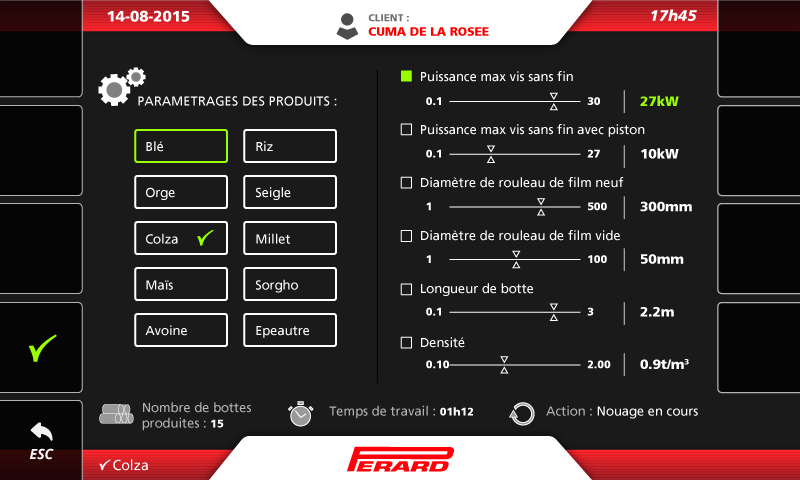 14-08-2015
CLIENT :
CUMA DE LA ROSEE
17h45
PARAMETRAGES DES PRODUITS :
Blé
Riz
Orge
Seigle
Colza
Millet
Maïs
Sorgho
Avoine
Epeautre
Puissance max vis sans fin
0.1 30 27kW
Puissance max vis sans fin avec piston
0.1 27 10kW
Diamètre de rouleau de film neuf
1 500 300mm
Diamètre de rouleau de film vide
1 100 50mm
Longueur de botte
0.1 3 2.2m
Densité
0.10 2.00 0.9t/m³
Nombre de bottes
produites : 15
Temps de travail : 01h12
Action : Nouage en cours
ESC
Colza
PERARD